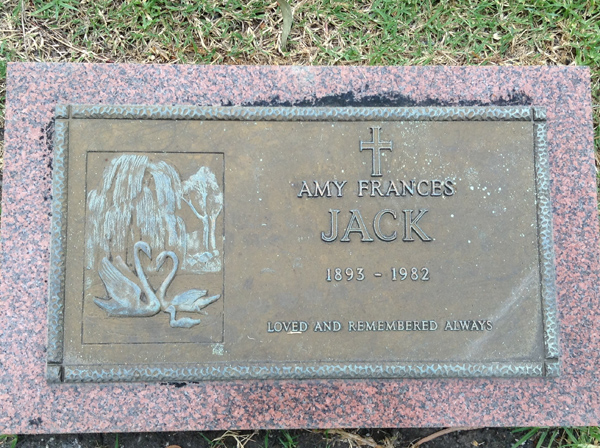 AMY FRANCES
JACK
1893 - 1982
LOVED AND REMEMBERED ALWAYS